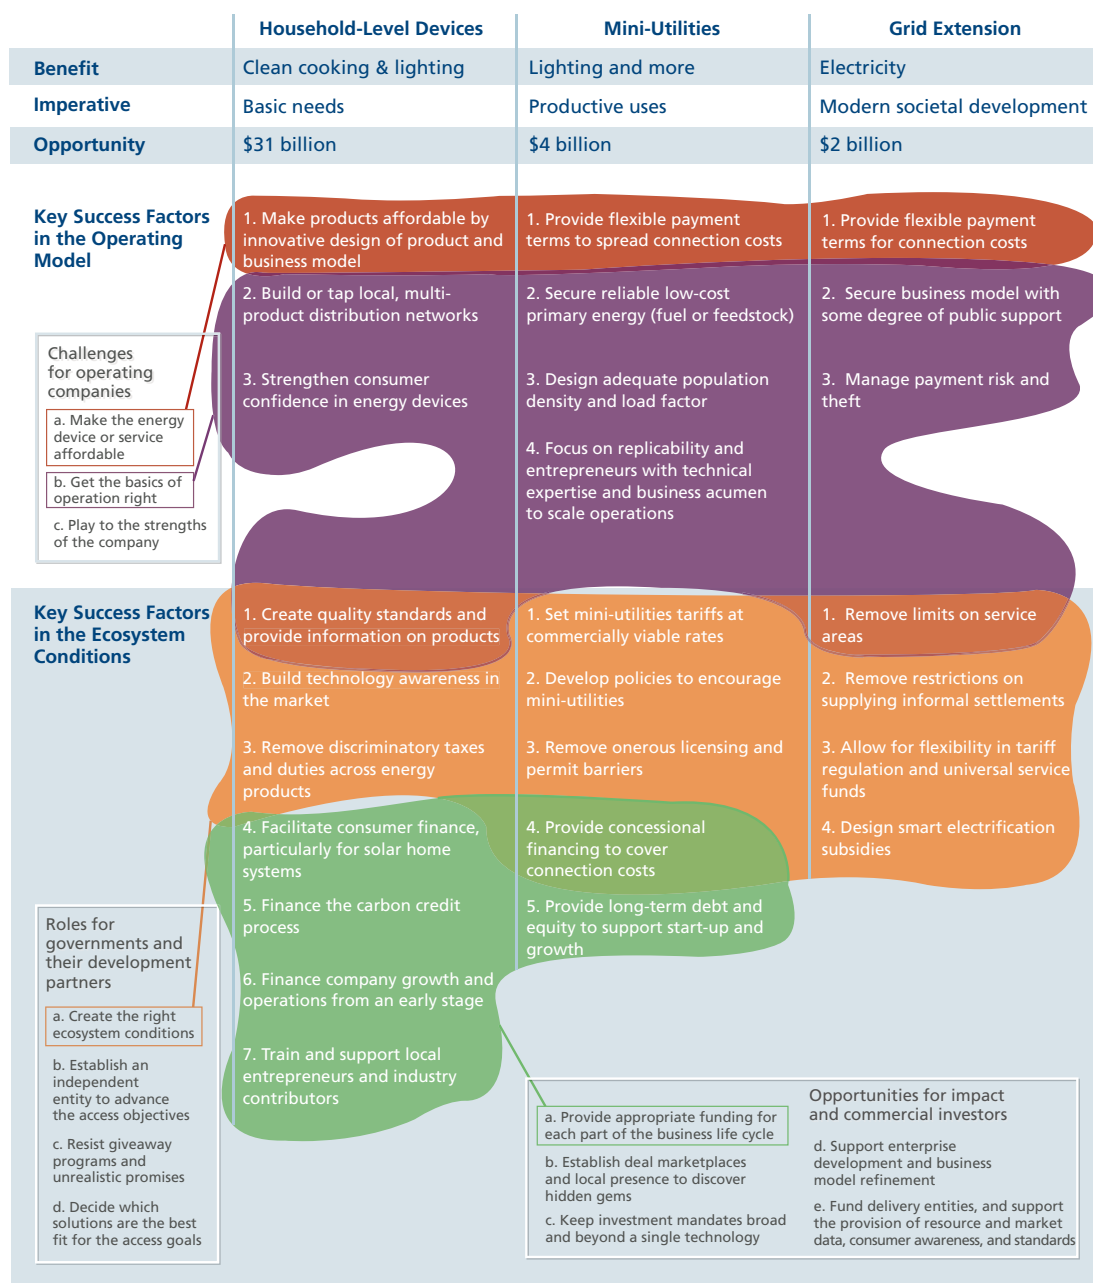 Household-Level Devices
Mini-Utilities
Grid Extension
Benefit
Clean cooking & lighting
Lighting and more
Electricity
Imperative
Basic needs
Productive uses
Modern societal development
Opportunity
$31 billion
$4 billion
$2 billion
Key Success Factors
in the Operating
Model
1. Make products affordable by
innovative design of product and
business model
1. Provide flexible payment
terms to spread connection costs
1. Provide flexible payment
terms for connection costs
2. Build or tap local, multi-
product distribution networks
2. Secure reliable low-cost
primary energy (fuel or feedstock)
2. Secure business model with
some degree of public support
3. Strengthen consumer
confidence in energy devices
3. Design adequate population
density and load factor
3. Manage payment risk and
theft
4. Focus on replicability and
entrepreneurs with technical
expertise and business acumen
to scale operations
Challenges
for operating
companies
a. Make the energy
device or service
affordable
b. Get the basics of
operation right
c. Play to the strengths
of the company
Key Success Factors
in the Ecosystem
Conditions
1. Create quality standards and
provide information on products
1. Set mini-utilities tariffs at
commercially viable rates
1. Remove limits on service
areas
2. Build technology awareness in
the market
2. Develop policies to encourage
mini-utilities
2. Remove restrictions on
supplying informal settlements
3. Remove discriminatory taxes
and duties across energy
products
3. Remove onerous licensing and
permit barriers
3. Allow for flexibility in tariff
regulation and universal service
funds
4. Facilitate consumer finance,
particularly for solar home
systems
4. Provide concessional
financing to cover
connection costs
4. Design smart electrification
subsidies
5. Finance the carbon credit
process
5. Provide long-term debt and
equity to support start-up and
growth
6. Finance company growth and
operations from an early stage
7. Train and support local
entrepreneurs and industry
contributors
Roles for
governments and
their development
partners
a. Create the right
ecosystem conditions
b. Establish an
independent
entity to advance
the access objectives
c. Resist giveaway
programs and
unrealistic promises
d. Decide which
solutions are the best
fit for the access goals
Opportunities for impact
and commercial investors
a. Provide appropriate funding for
each part of the business life cycle
b. Establish deal marketplaces
and local presence to discover
hidden gems
c. Keep investment mandates broad
and beyond a single technology
d. Support enterprise
development and business
model refinement
e. Fund delivery entities, and support
the provision of resource and market
data, consumer awareness, and standards